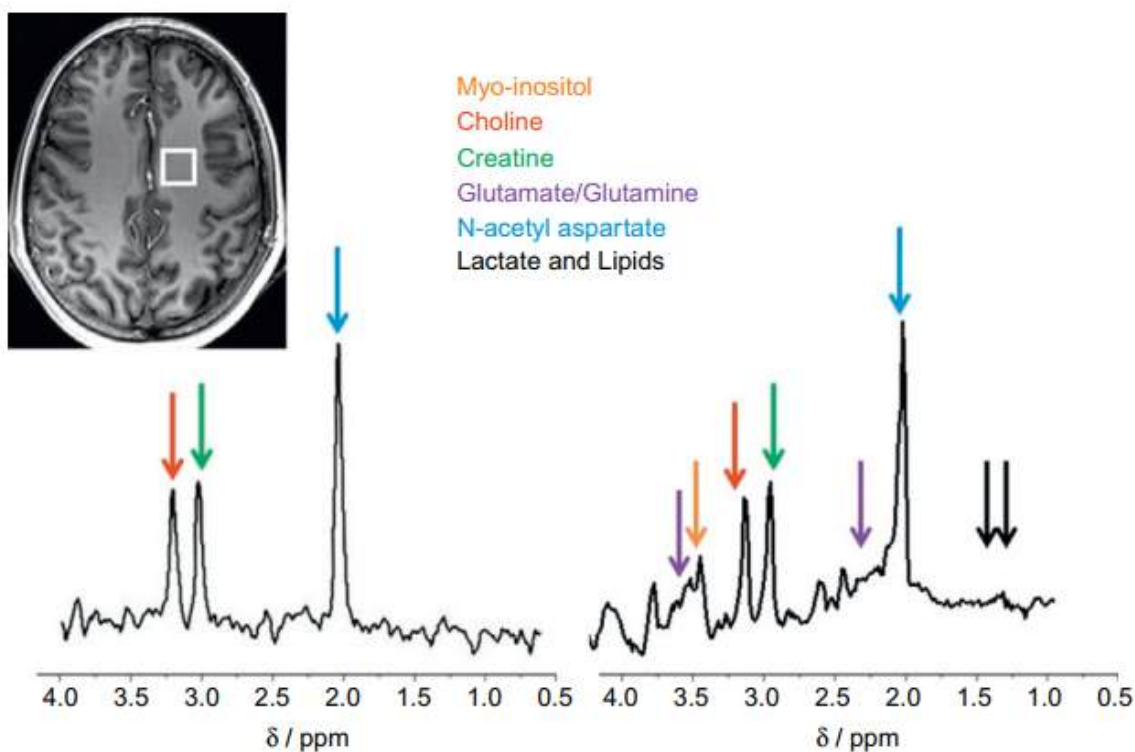 Myo-inositol
Choline
Creatine
Glutamate/Glutamine
N-acetyl aspartate
Lactate and Lipids
4.0 3.5 3.0 2.5 2.0 1.5 1.0 0.5
δ / ppm
4.0 3.5 3.0 2.5 2.0 1.5 1.0 0.5
δ / ppm